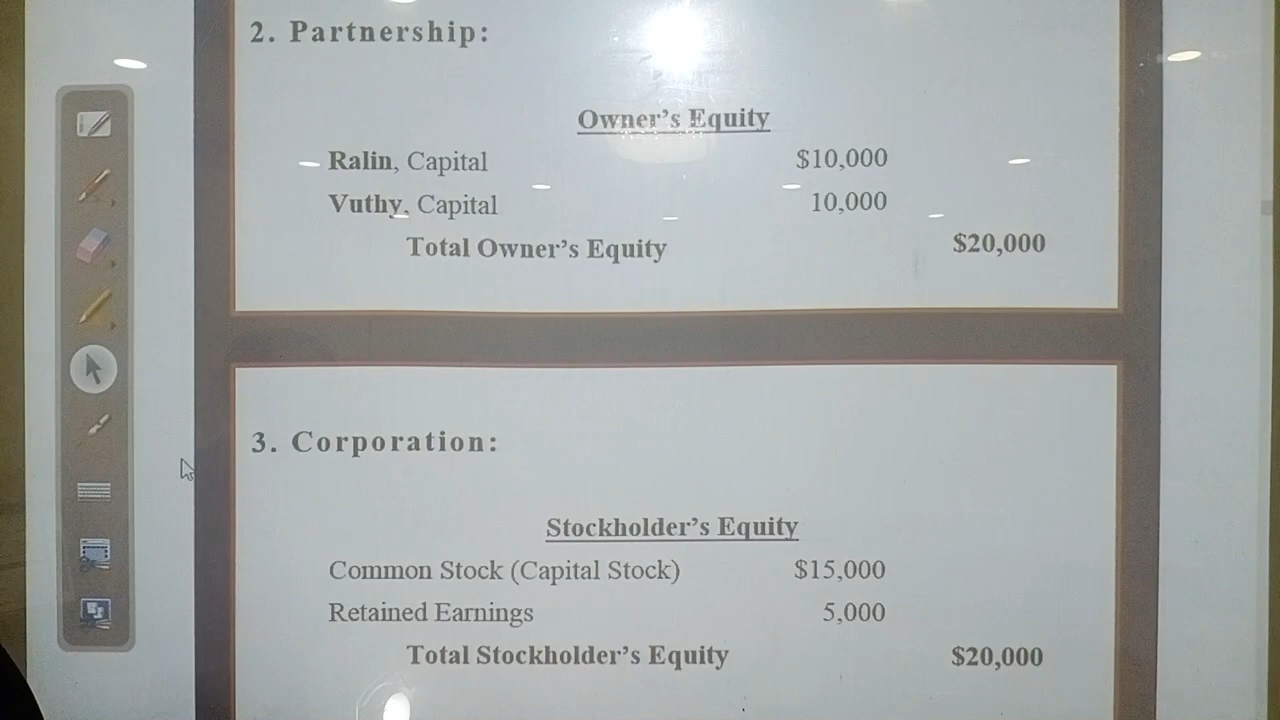 2. Partnership:
Owner's Equity
Ralin, Capital $10,000
Vuthy, Capital 10,000
Total Owner's Equity $20,000
3. Corporation:
Stockholder's Equity
Common Stock (Capital Stock) $15,000
Retained Earnings 5,000
Total Stockholder's Equity $20,000